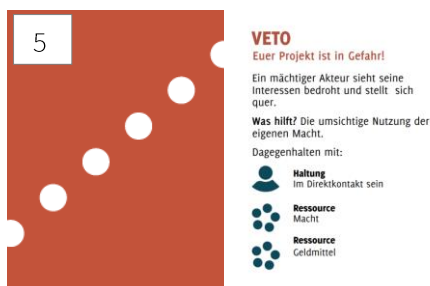 5
VETO
Euer Projekt ist in Gefahr!
Ein mächtiger Akteur sieht seine
Interessen bedroht und stellt sich
quer.
Was hilft? Die umsichtige Nutzung der
eigenen Macht.
Dagegenhalten mit:
Haltung
Im Direktkontakt sein
Ressource
Macht
Ressource
Geldmittel